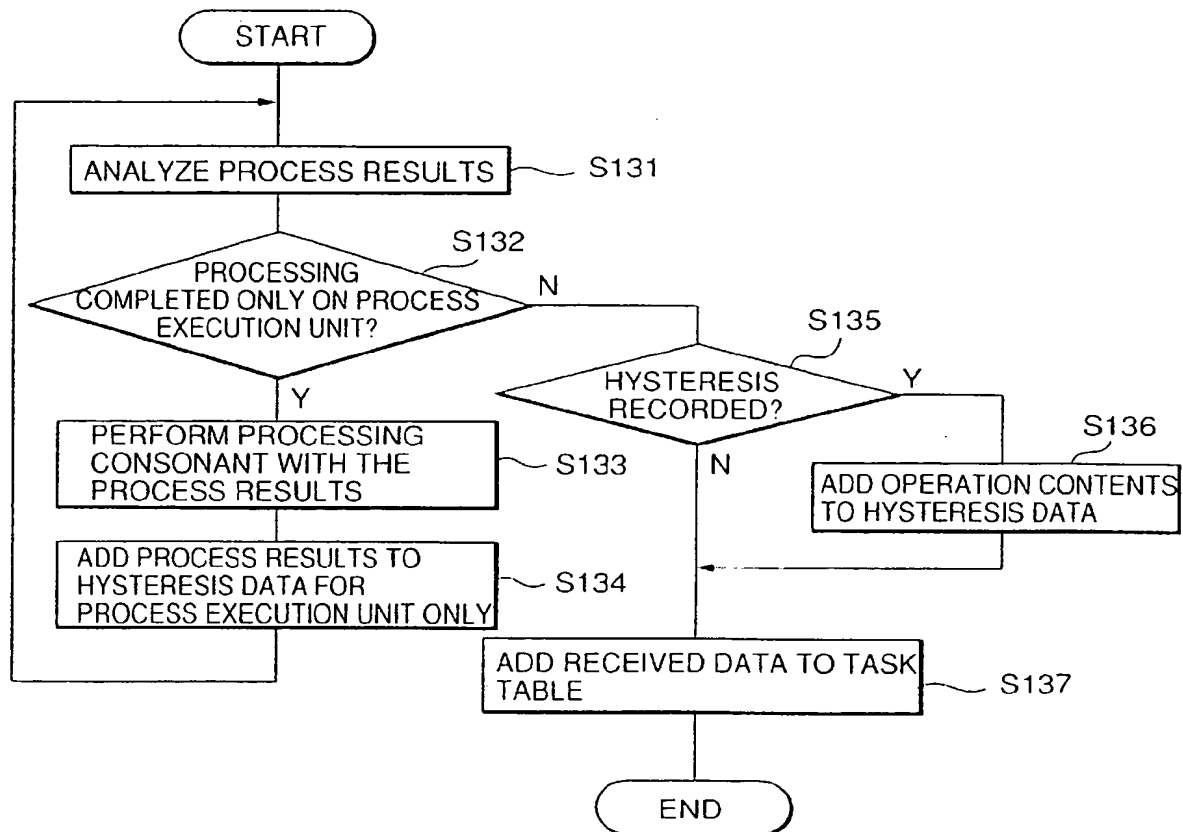 START
ANALYZE PROCESS RESULTS
S131
S132
PROCESSING
COMPLETED ONLY ON PROCESS
EXECUTION UNIT?
N
Y
PERFORM PROCESSING
CONSONANT WITH THE
PROCESS RESULTS
S133
ADD PROCESS RESULTS TO
HYSTERESIS DATA FOR
PROCESS EXECUTION UNIT ONLY
S134
S135
HYSTERESIS
RECORDED?
Y
N
S136
ADD OPERATION CONTENTS
TO HYSTERESIS DATA
ADD RECEIVED DATA TO TASK
TABLE
S137
END